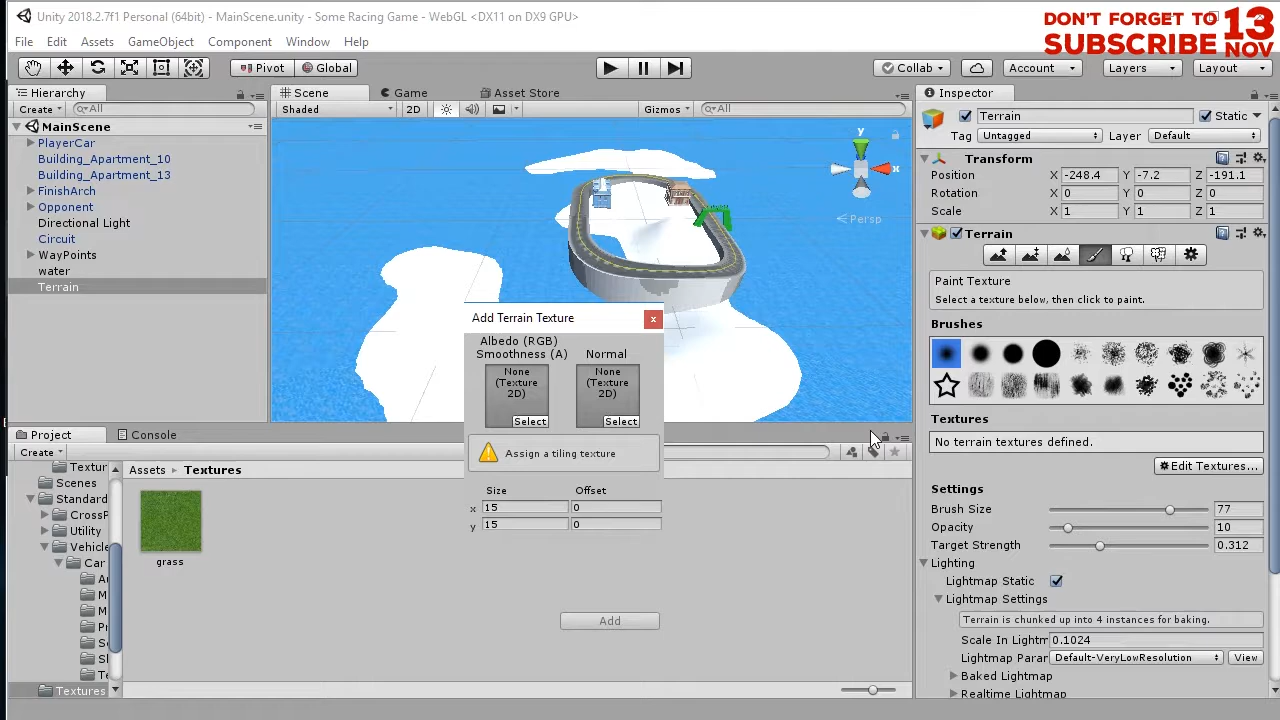 Unity 2018.2.7f1 Personal (64bit) - MainScene.unity - Some Racing Game - WebGL <DX11 on DX9 GPU>
DON'T FORGET TO
SUBSCRIBE
13
NOV
File Edit Assets GameObject Component Window Help
Pivot Global Collab Account Layers Layout
Hierarchy
Create All
MainScene
PlayerCar
Building_Apartment_10
Building_Apartment_13
FinishArch
Opponent
Directional Light
Circuit
WayPoints
water
Terrain
Scene Game Asset Store
Shaded 2D Gizmos All
y
x
Persp
Inspector
Terrain Static
Tag Untagged Layer Default
Transform
Position X -248.4 Y -7.2 Z -191.1
Rotation X 0 Y 0 Z 0
Scale X 1 Y 1 Z 1
Terrain
Paint Texture
Select a texture below, then click to paint.
Brushes
Textures
No terrain textures defined.
Edit Textures...
Settings
Brush Size 77
Opacity 10
Target Strength 0.312
Lighting
Lightmap Static
Lightmap Settings
Terrain is chunked up into 4 instances for baking.
Scale In Lightm 0.1024
Lightmap Parar Default-VeryLowResolution View
Baked Lightmap
Realtime Lightmap
Add Terrain Texture
Albedo (RGB)
Smoothness (A) Normal
None
(Texture
2D)
Select
None
(Texture
2D)
Select
Assign a tiling texture
Size Offset
x 15 0
y 15 0
Add
Project Console
Create
Textur
Scenes
Standard
CrossP
Utility
Vehicle
Car
Textures
Assets Textures
grass